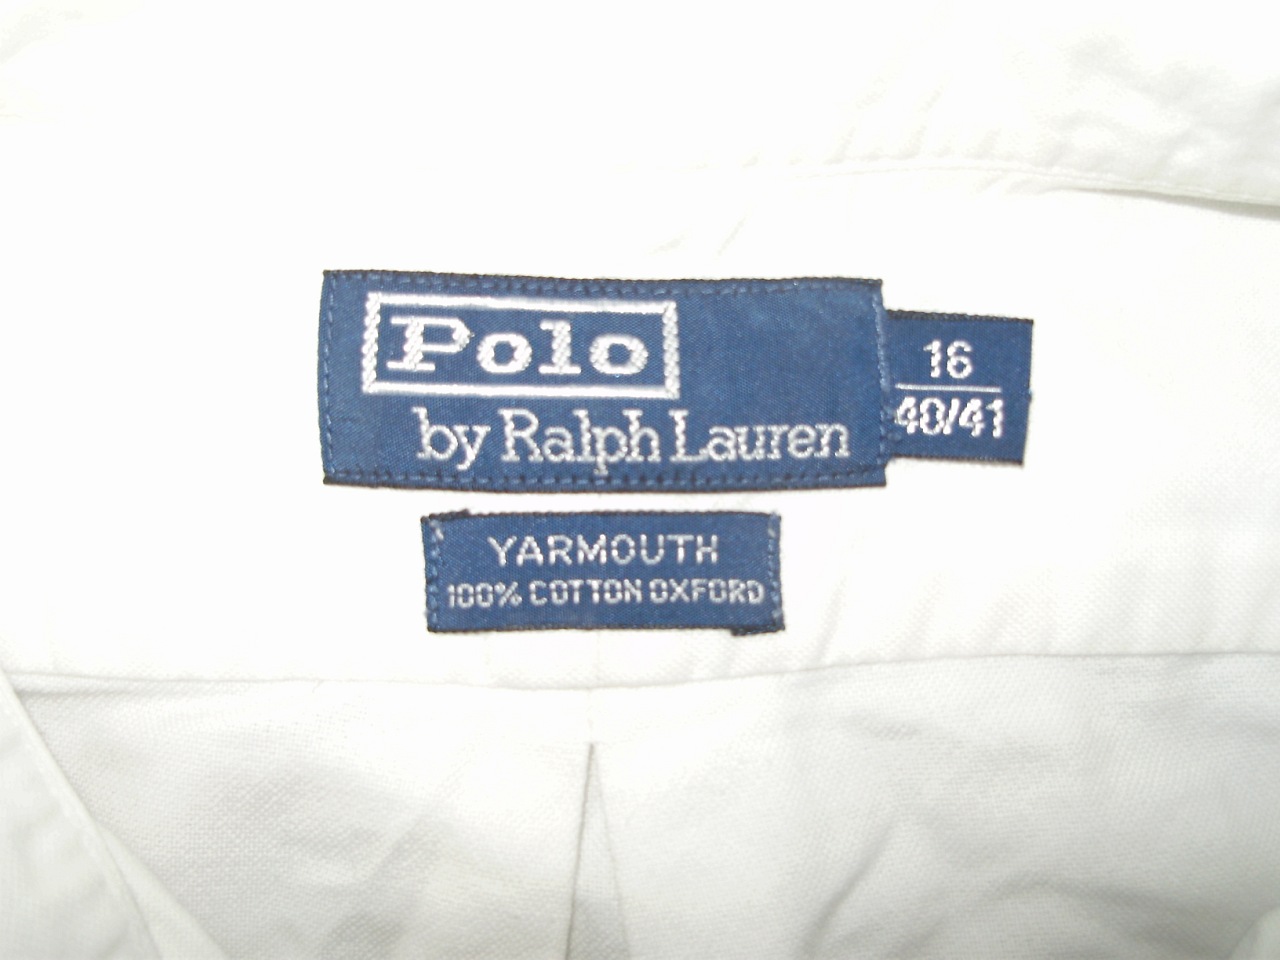 Polo
by Ralph Lauren
16
40/41
YARMOUTH
100% COTTON OXFORD